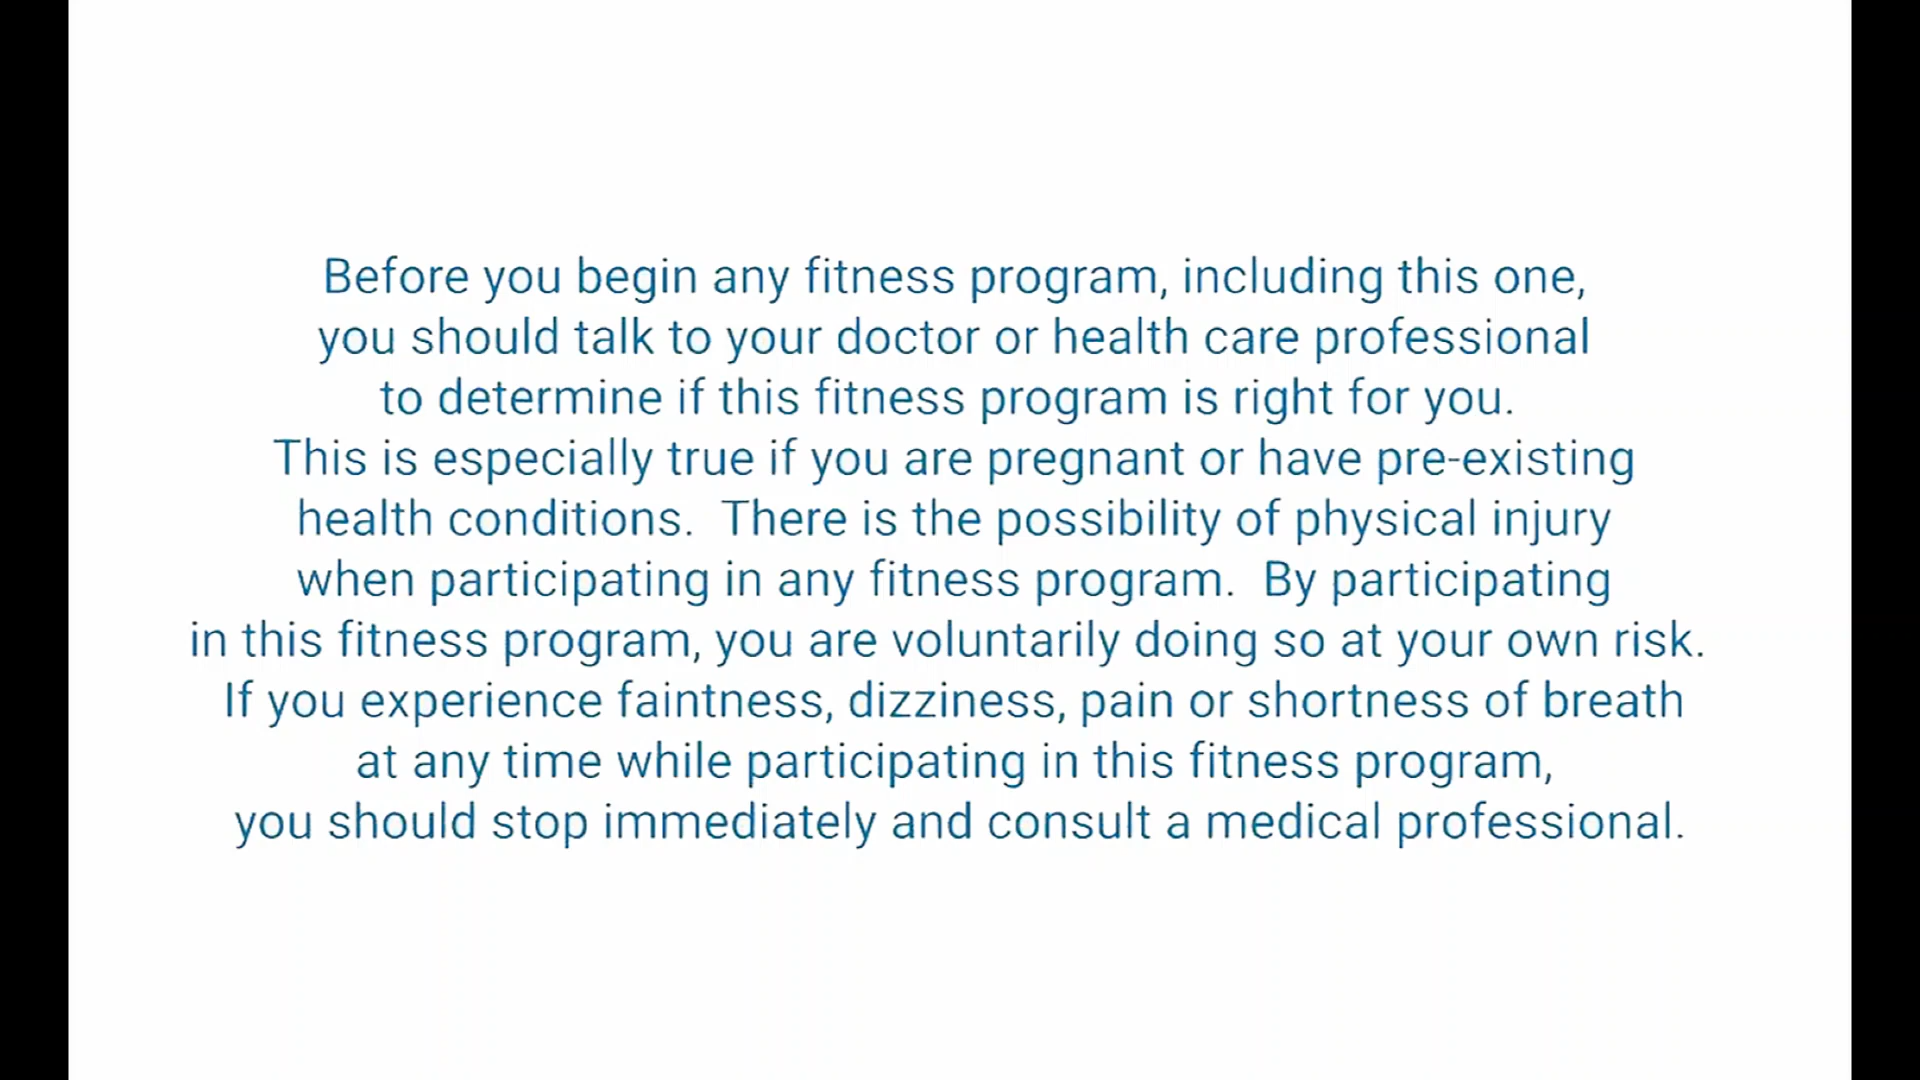 Before you begin any fitness program, including this one,
you should talk to your doctor or health care professional
to determine if this fitness program is right for you.
This is especially true if you are pregnant or have pre-existing
health conditions.  There is the possibility of physical injury
when participating in any fitness program.  By participating
in this fitness program, you are voluntarily doing so at your own risk.
If you experience faintness, dizziness, pain or shortness of breath
at any time while participating in this fitness program,
you should stop immediately and consult a medical professional.